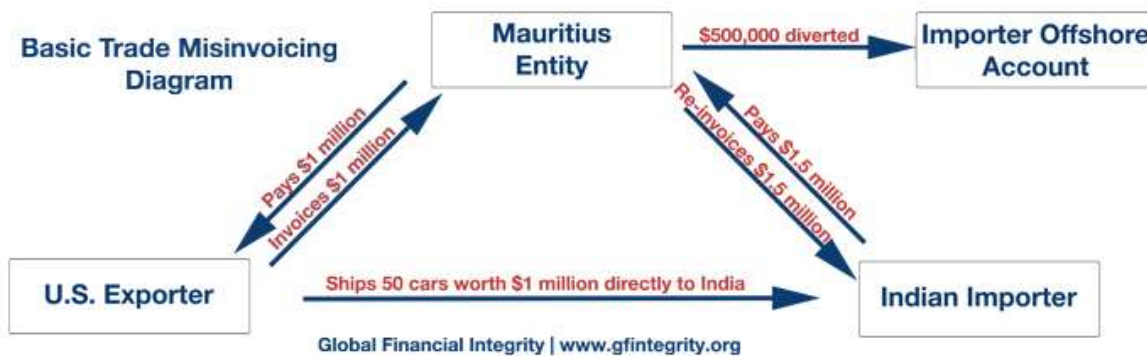 Basic Trade Misinvoicing
Diagram
Mauritius
Entity
$500,000 diverted
Importer Offshore
Account
Pays $1 million
Invoices $1 million
Re-invoices $1.5 million
Pays $1.5 million
U.S. Exporter
Ships 50 cars worth $1 million directly to India
Indian Importer
Global Financial Integrity | www.gfintegrity.org